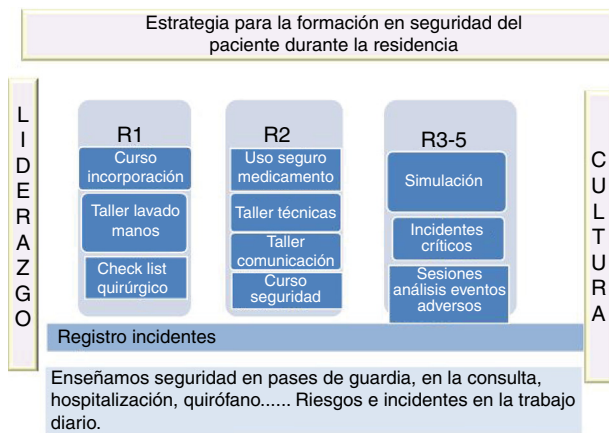 Estrategia para la formación en seguridad del
paciente durante la residencia
LIDERAZGO
R1
Curso
incorporación
Taller lavado
manos
Check list
quirúrgico
R2
Uso seguro
medicamento
Taller técnicas
Taller
comunicación
Curso
seguridad
R3-5
Simulación
Incidentes
críticos
Sesiones
análisis eventos
adversos
CULTURA
Registro incidentes
Enseñamos seguridad en pases de guardia, en la consulta,
hospitalización, quirófano...... Riesgos e incidentes en la trabajo
diario.